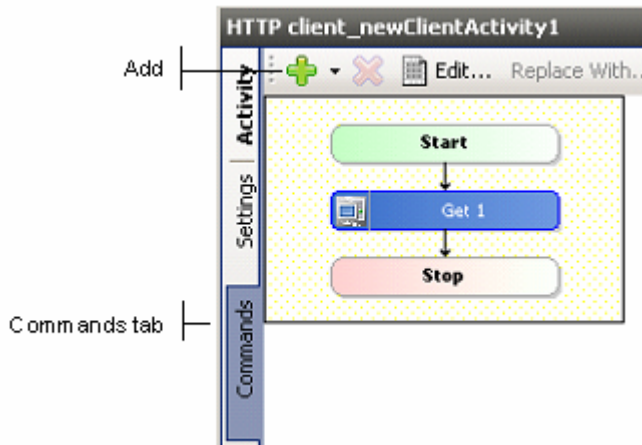 HTTP client_newClientActivity1
Add
Edit... Replace With..
Activity
Start
Settings
Get 1
Stop
Commands tab
Commands